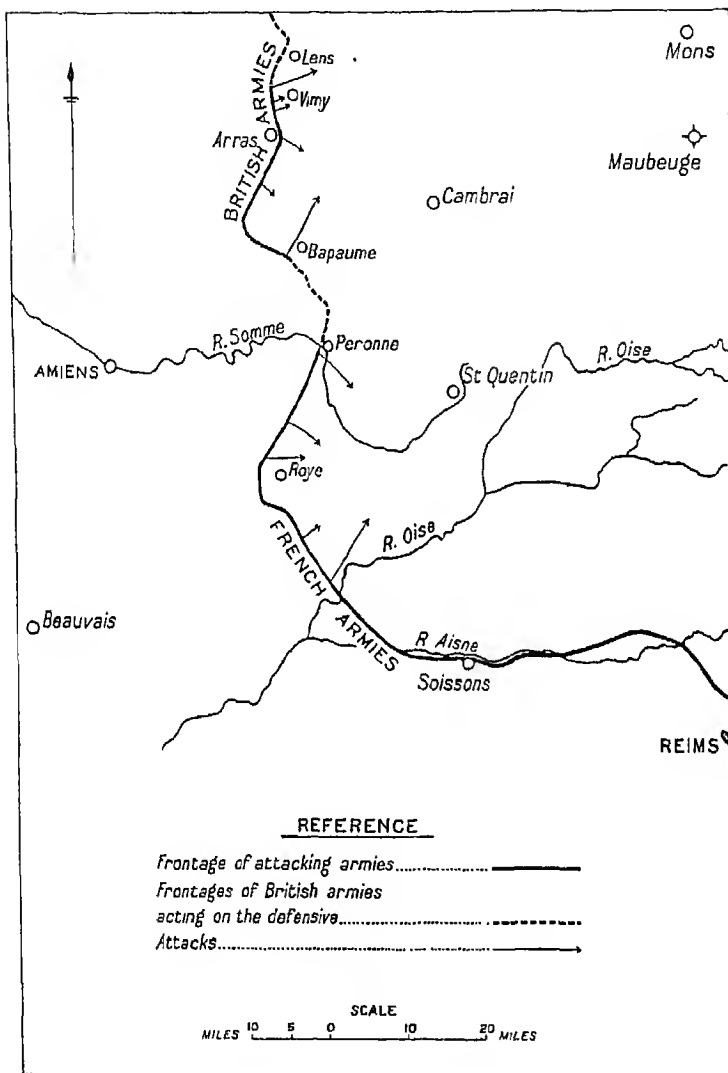 Lens
Mons
Vimy
BRITISH ARMIES
Arras
Maubeuge
Cambrai
Bapaume
R. Somme
Peronne
R. Oise
AMIENS
St Quentin
Roye
R. Oise
FRENCH ARMIES
Beauvais
R Aisne
Soissons
REIMS
REFERENCE
Frontage of attacking armies
Frontages of British armies
acting on the defensive
Attacks
SCALE
MILES 10 5 0 10 20 MILES